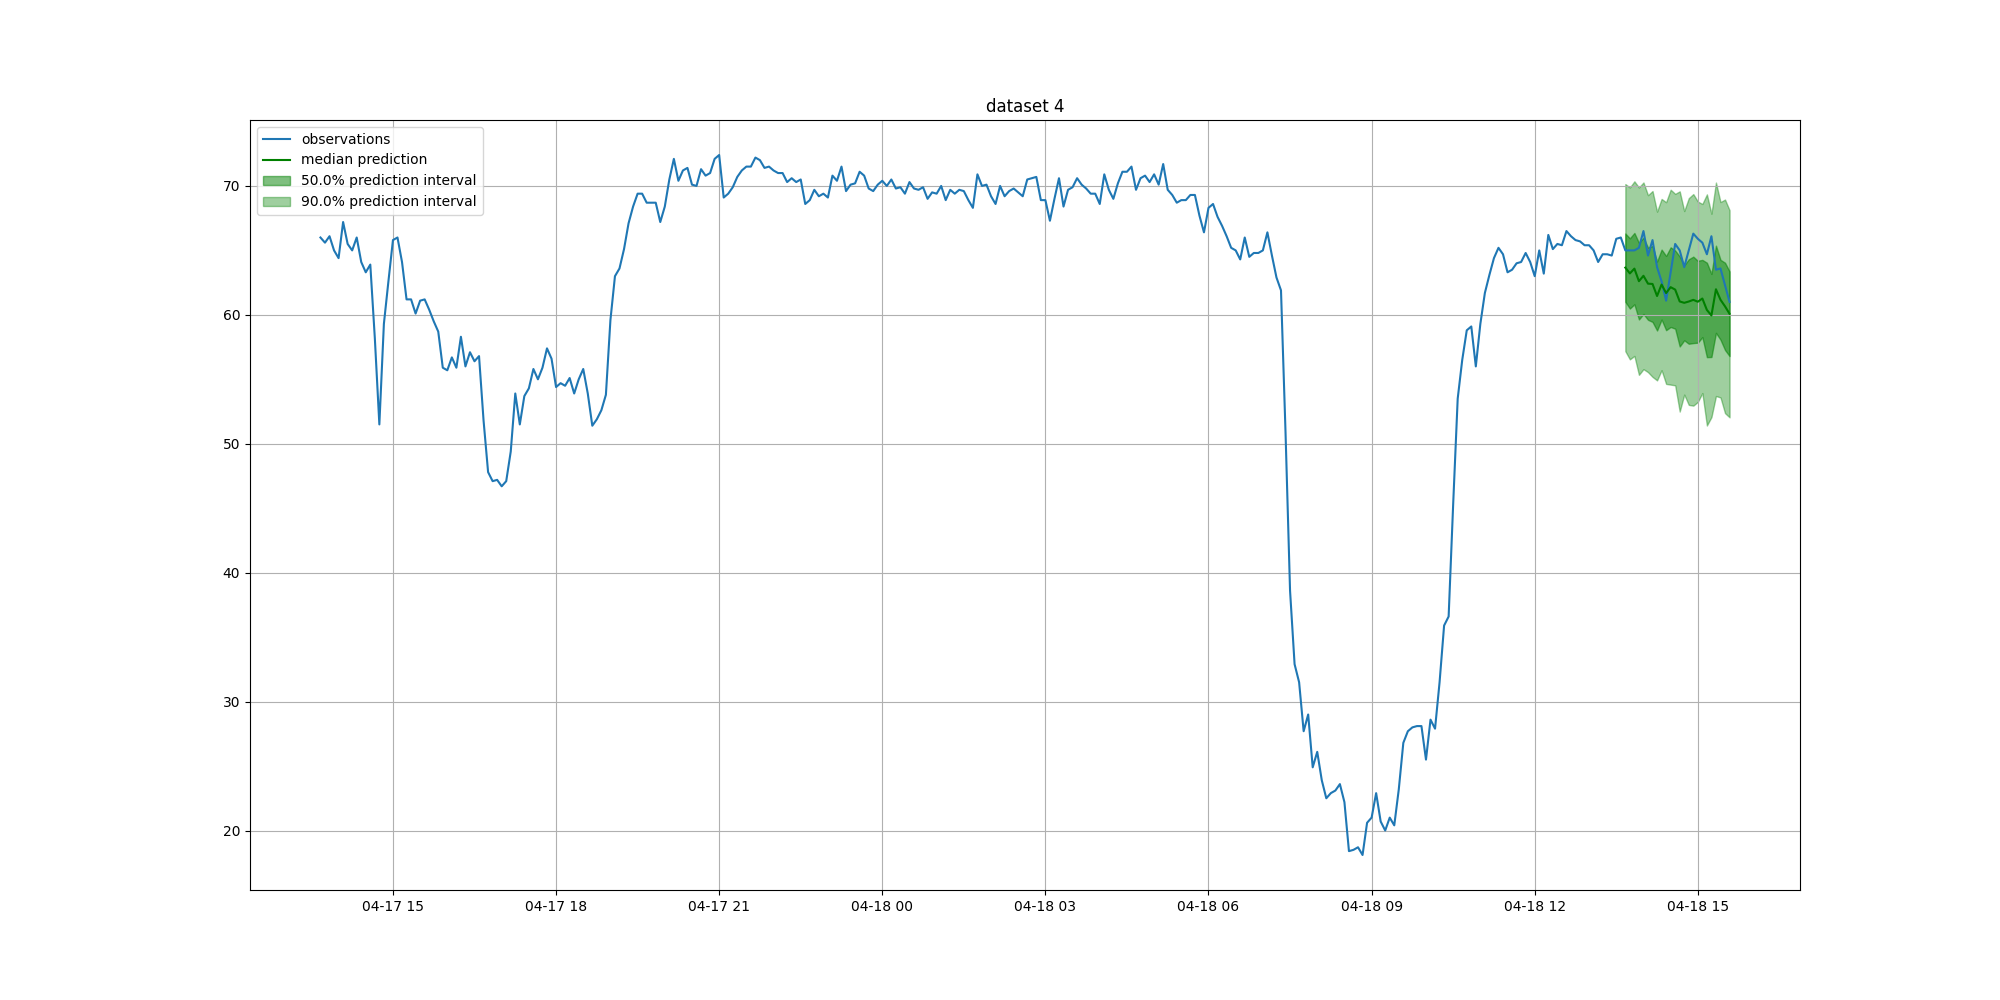 dataset 4
observations
median prediction
50.0% prediction interval
90.0% prediction interval
70
60
50
40
30
20
04-17 15 04-17 18 04-17 21 04-18 00 04-18 03 04-18 06 04-18 09 04-18 12 04-18 15